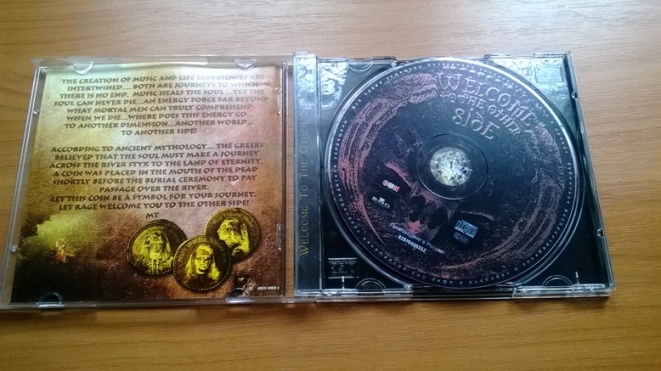 THE CREATION OF MUSIC AND LIFE EXPERIENCES ARE
INTERTWINED.... BOTH ARE JOURNEYS TO WHICH
THERE IS NO END. MUSIC HEALS THE SOUL...YET THE
SOUL CAN NEVER DIE...AN ENERGY FORCE FAR BEYOND
WHAT MORTAL MEN CAN TRULY COMPREHEND.
WHEN WE DIE...WHERE DOES THIS ENERGY GO
TO ANOTHER DIMENSION...ANOTHER WORLD...
TO ANOTHER SIDE!
ACCORDING TO ANCIENT MYTHOLOGY... THE GREEKS
BELIEVED THAT THE SOUL MUST MAKE A JOURNEY
ACROSS THE RIVER STYX TO THE LAND OF ETERNITY.
A COIN WAS PLACED IN THE MOUTH OF THE DEAD
SHORTLY BEFORE THE BURIAL CEREMONY TO PAY
PASSAGE OVER THE RIVER.
LET THIS COIN BE A SYMBOL FOR YOUR JOURNEY.
LET RAGE WELCOME YOU TO THE OTHER SIDE!
MT
WELCOME TO THE
WELCOME
TO THE OTHER
SIDE
BMG